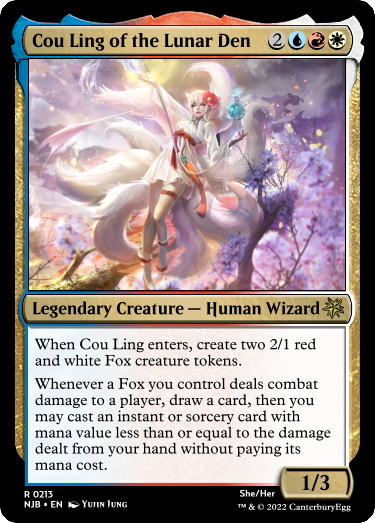 Cou Ling of the Lunar Den 2
Legendary Creature — Human Wizard
When Cou Ling enters, create two 2/1 red
and white Fox creature tokens.
Whenever a Fox you control deals combat
damage to a player, draw a card, then you
may cast an instant or sorcery card with
mana value less than or equal to the damage
dealt from your hand without paying its
mana cost.
1/3
R 0213
She/Her
NJB • EN Yujin Jung
™ & © 2022 CanterburyEgg